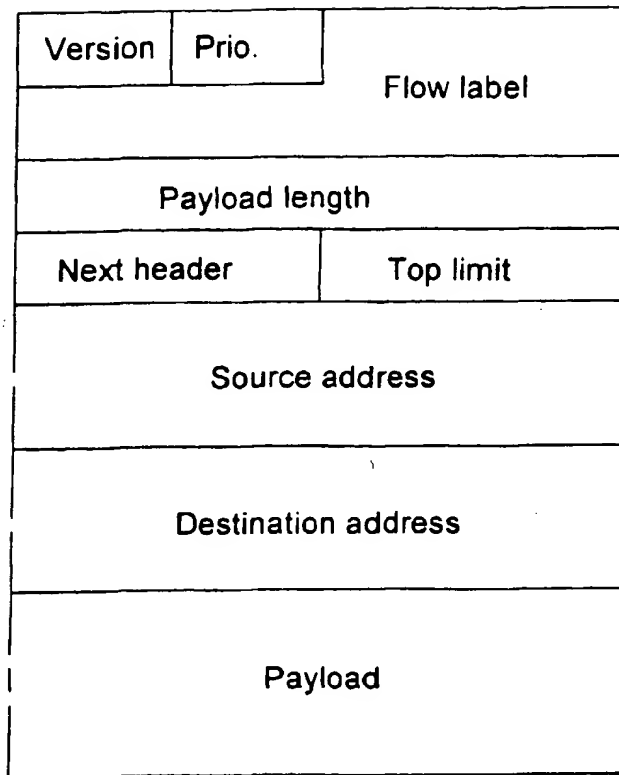 Version Prio.
Flow label
Payload length
Next header Top limit
Source address
Destination address
Payload